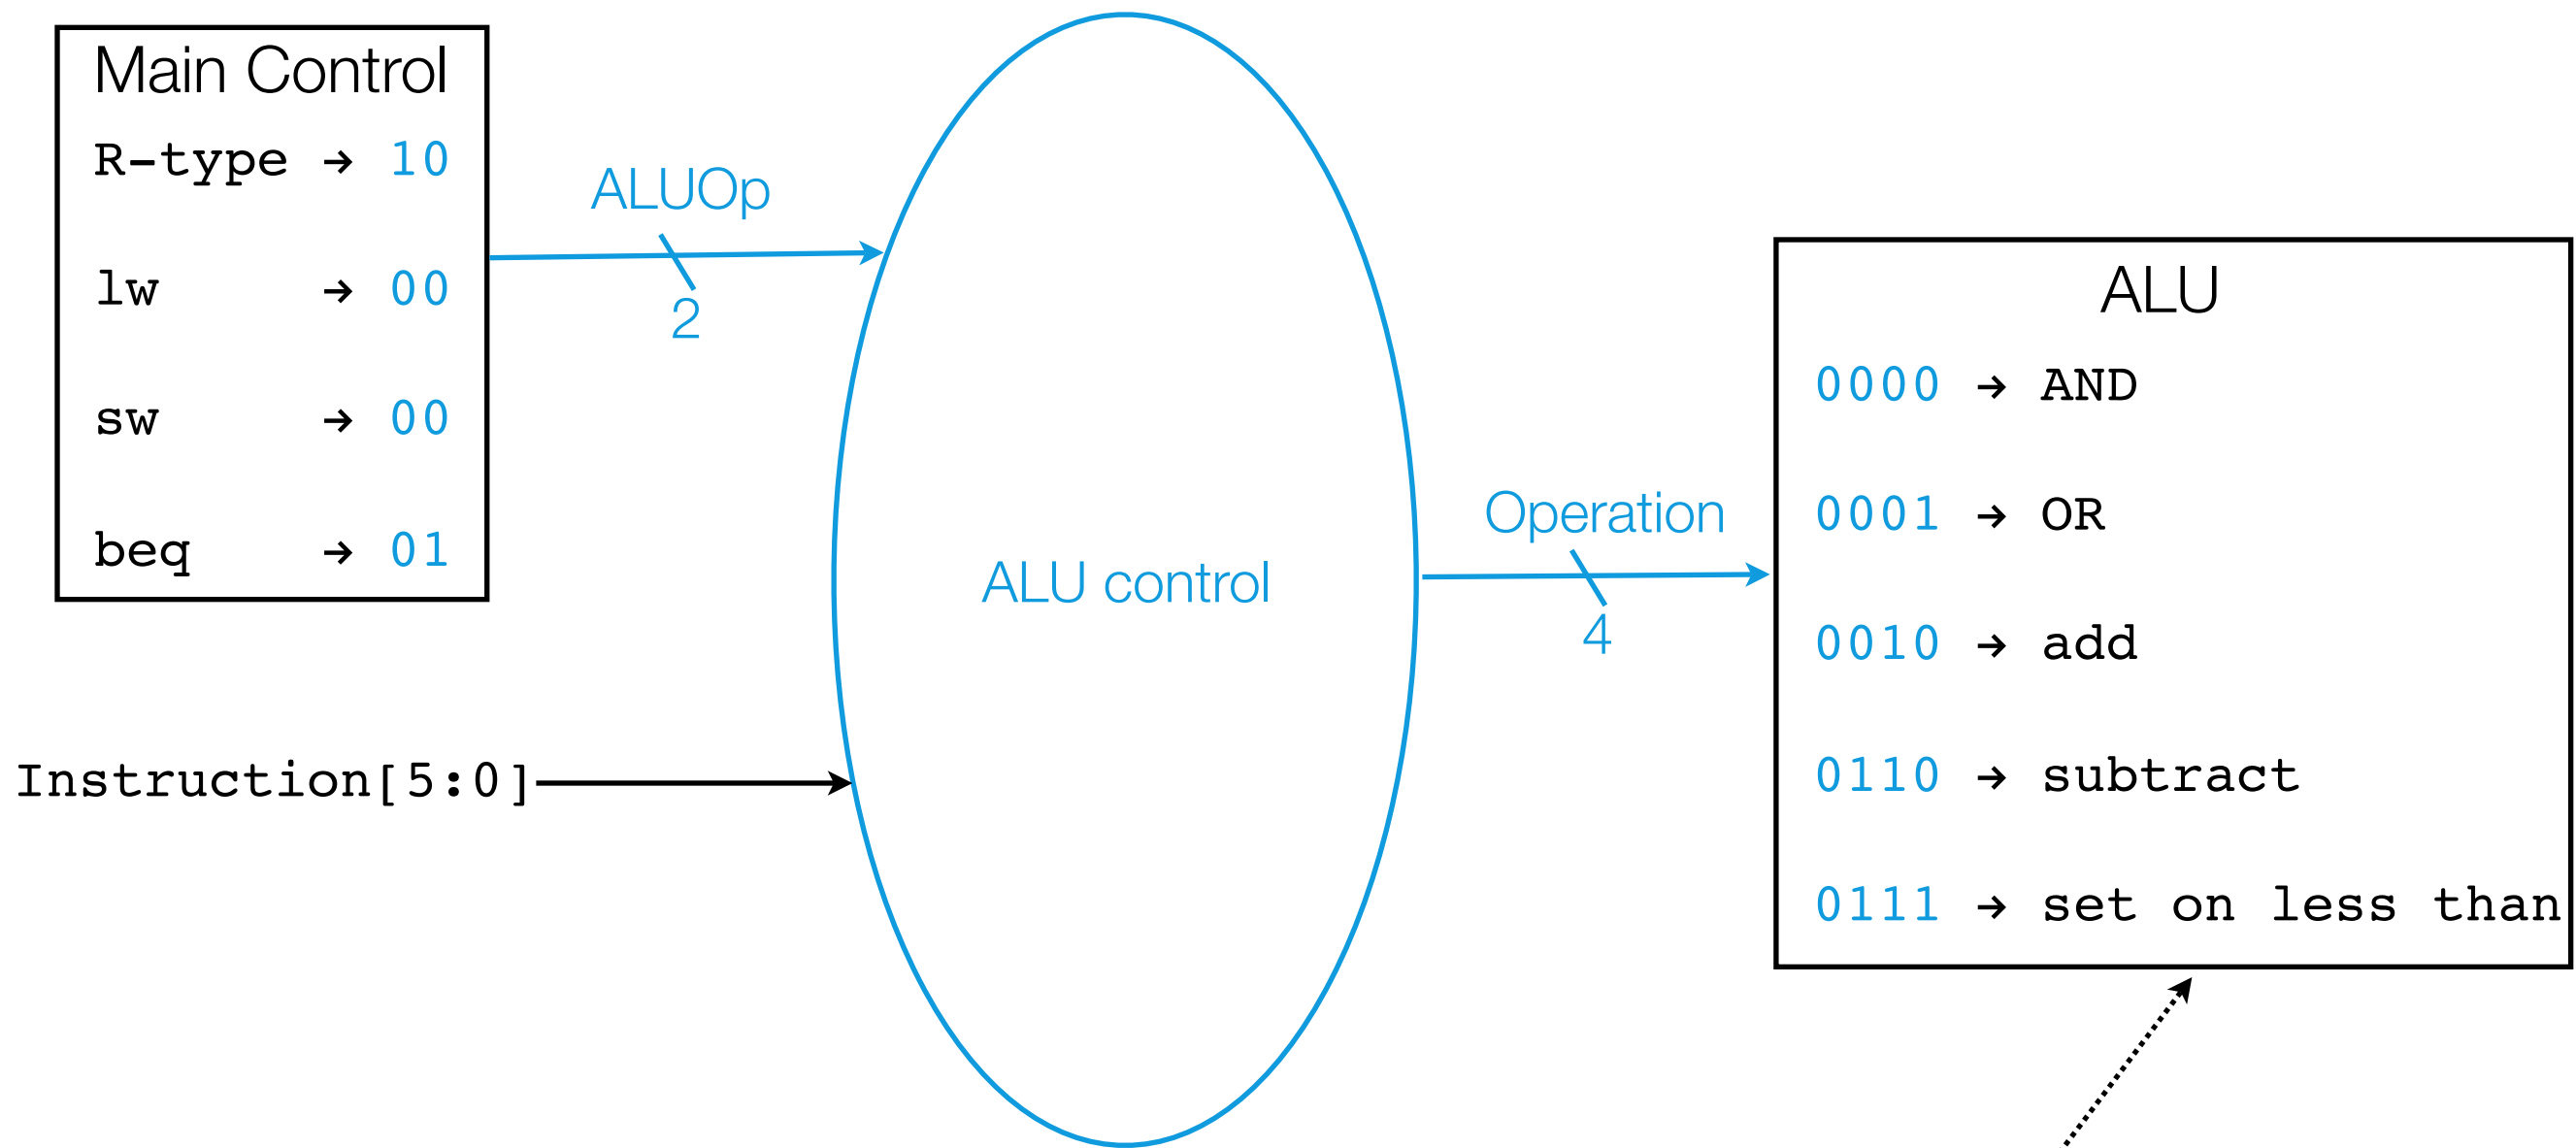 Main Control
R-type → 10
lw → 00
sw → 00
beq → 01
ALUOp
2
Instruction[5:0]
ALU control
Operation
4
ALU
0000 → AND
0001 → OR
0010 → add
0110 → subtract
0111 → set on less than